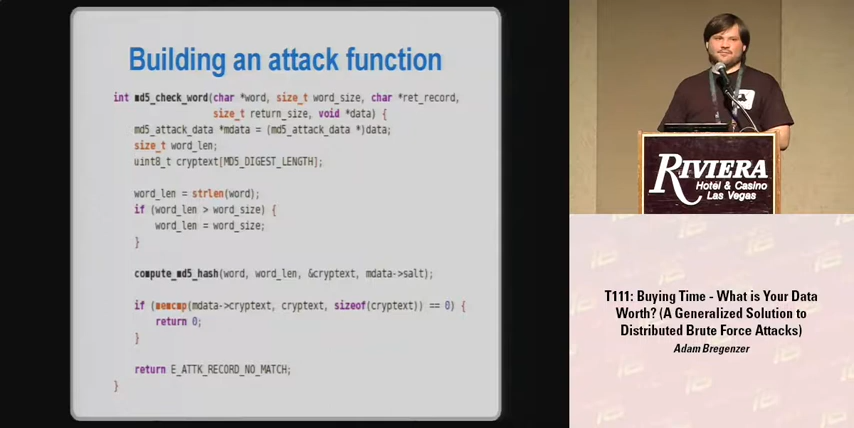 Building an attack function
int md5_check_word(char *word, size_t word_size, char *ret_record,
size_t return_size, void *data) {
md5_attack_data *mdata = (md5_attack_data *)data;
size_t word_len;
uint8_t cryptext[MD5_DIGEST_LENGTH];
word_len = strlen(word);
if (word_len > word_size) {
word_len = word_size;
}
compute_md5_hash(word, word_len, &cryptext, mdata->salt);
if (memcmp(mdata->cryptext, cryptext, sizeof(cryptext)) == 0) {
return 0;
}
return E_ATTK_RECORD_NO_MATCH;
}
RIVIERA
Hotel & Casino
Las Vegas
T111: Buying Time - What is Your Data
Worth? (A Generalized Solution to
Distributed Brute Force Attacks)
Adam Bregenzer